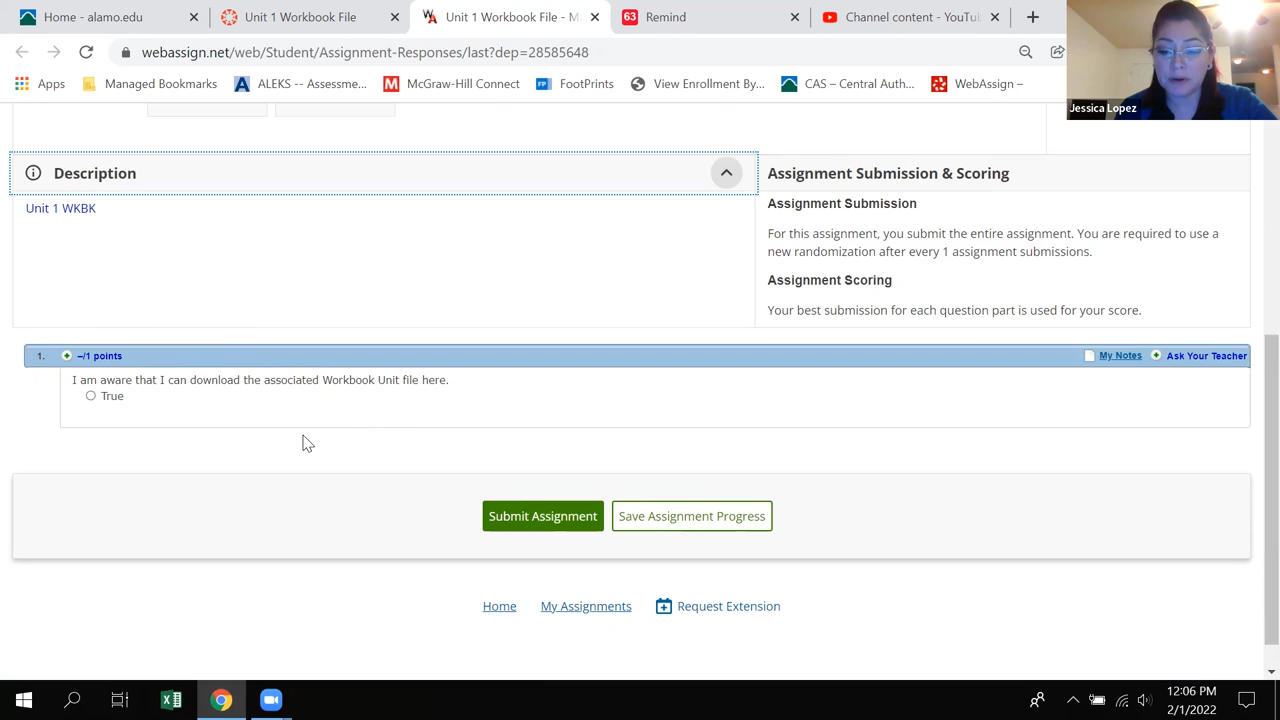 Home - alamo.edu
Unit 1 Workbook File
Unit 1 Workbook File - M
63 Remind
Channel content - YouTu
webassign.net/web/Student/Assignment-Responses/last?dep=28585648
Apps
Managed Bookmarks
ALEKS -- Assessme...
McGraw-Hill Connect
FootPrints
View Enrollment By...
CAS – Central Auth...
WebAssign –
Jessica Lopez
Description
Unit 1 WKBK
Assignment Submission & Scoring
Assignment Submission
For this assignment, you submit the entire assignment. You are required to use a
new randomization after every 1 assignment submissions.
Assignment Scoring
Your best submission for each question part is used for your score.
1. –/1 points
My Notes
Ask Your Teacher
I am aware that I can download the associated Workbook Unit file here.
True
Submit Assignment
Save Assignment Progress
Home
My Assignments
Request Extension
12:06 PM
2/1/2022